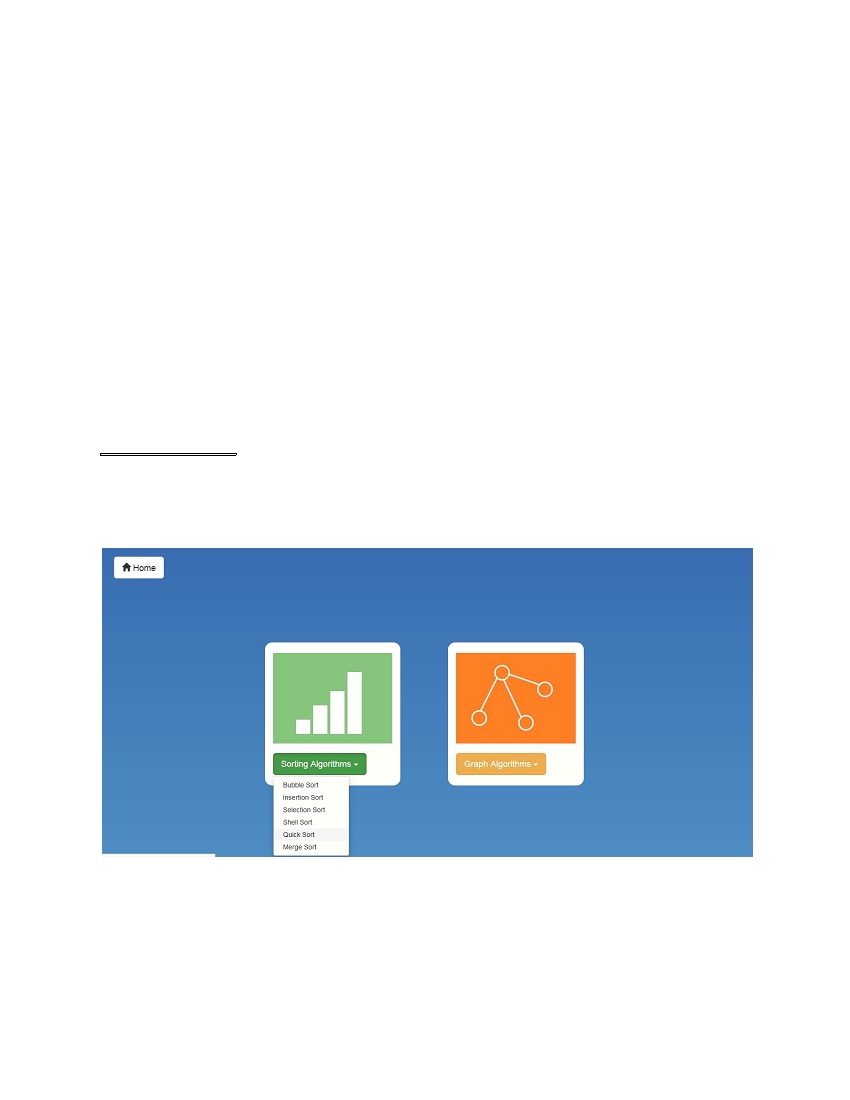 Home
Sorting Algorithms
Graph Algorithms
Bubble Sort
Insertion Sort
Selection Sort
Shell Sort
Quick Sort
Merge Sort